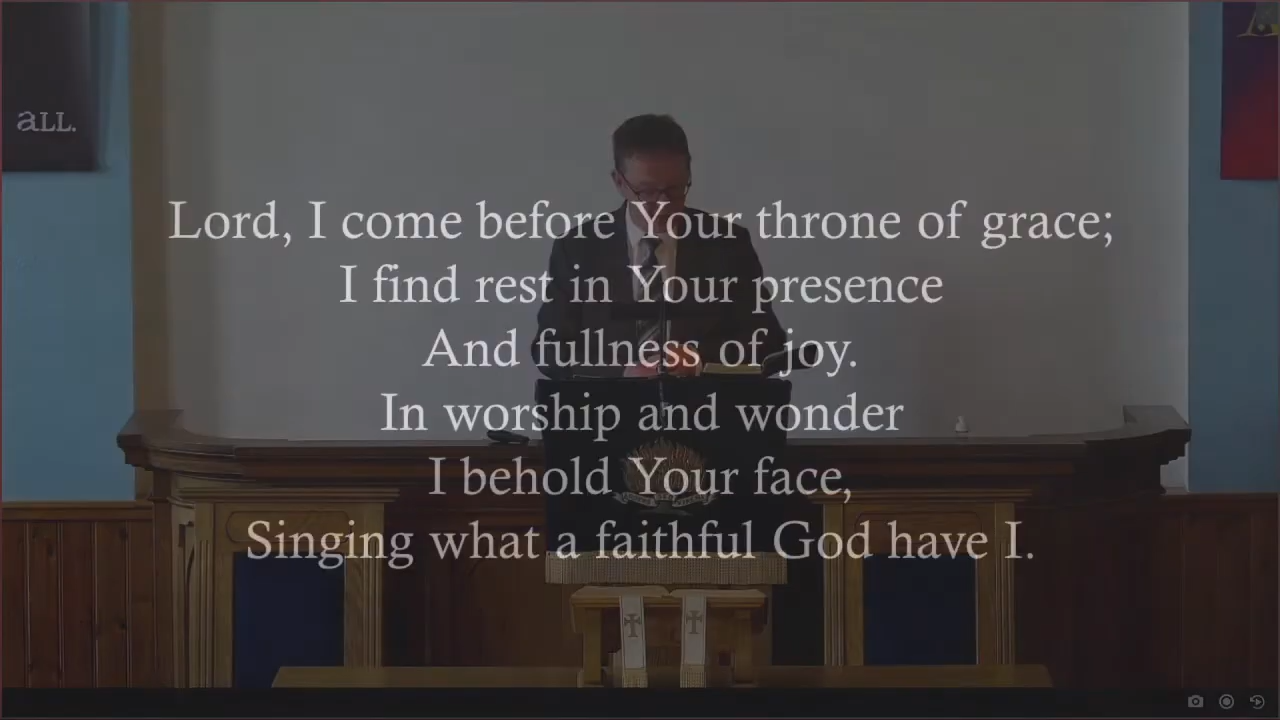 aLL.
Lord, I come before Your throne of grace;
I find rest in Your presence
And fullness of joy.
In worship and wonder
I behold Your face,
Singing what a faithful God have I.